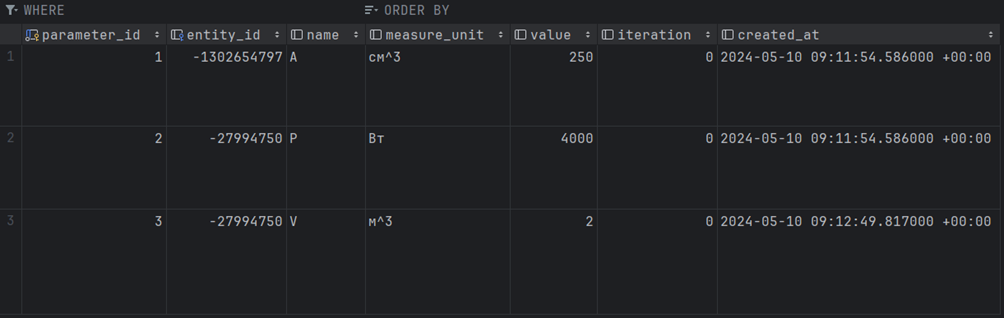 WHERE ORDER BY
parameter_id entity_id name measure_unit value iteration created_at
1 1 -1302654797 A см^3 250 0 2024-05-10 09:11:54.586000 +00:00
2 2 -27994750 P Вт 4000 0 2024-05-10 09:11:54.586000 +00:00
3 3 -27994750 V м^3 2 0 2024-05-10 09:12:49.817000 +00:00